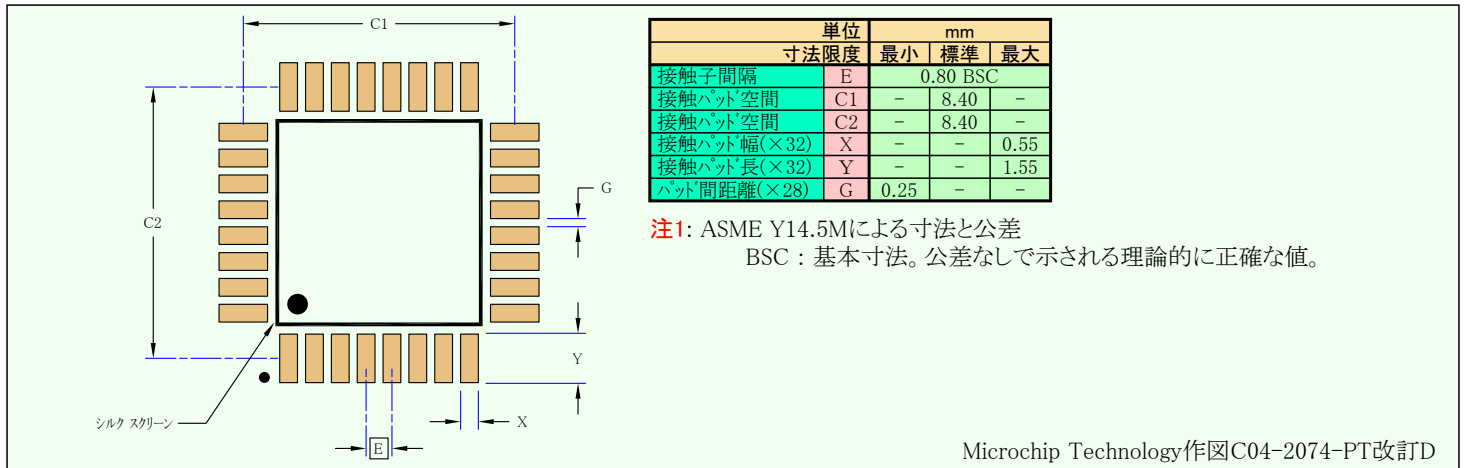 C1
C2
G
Y
X
E
シルク スクリーン
単位 mm
寸法限度 最小 標準 最大
接触子間隔 E 0.80 BSC
接触パッド空間 C1 - 8.40 -
接触パッド空間 C2 - 8.40 -
接触パッド幅(×32) X - - 0.55
接触パッド長(×32) Y - - 1.55
パッド間距離(×28) G 0.25 - -
注1: ASME Y14.5Mによる寸法と公差
BSC : 基本寸法。公差なしで示される理論的に正確な値。
Microchip Technology作図C04-2074-PT改訂D